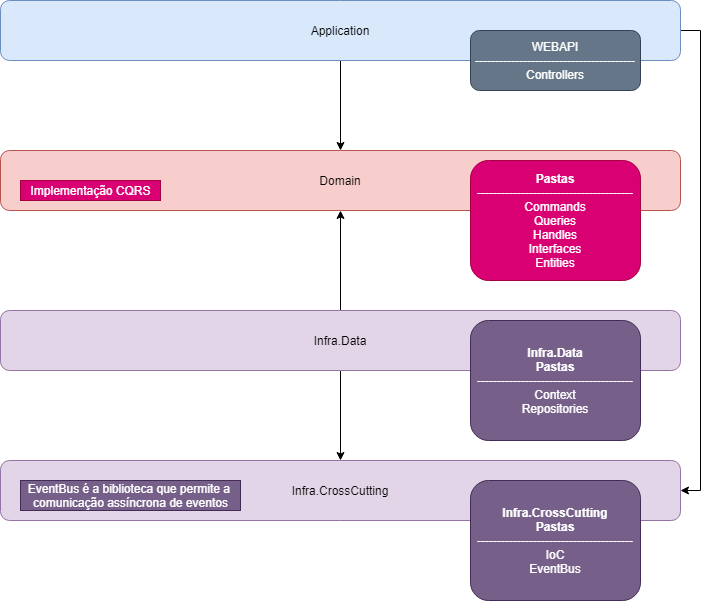 Application
WEBAPI
Controllers
Domain
Implementação CQRS
Pastas
Commands
Queries
Handles
Interfaces
Entities
Infra.Data
Infra.Data
Pastas
Context
Repositories
EventBus é a biblioteca que permite a
comunicação assíncrona de eventos
Infra.CrossCutting
Infra.CrossCutting
Pastas
IoC
EventBus